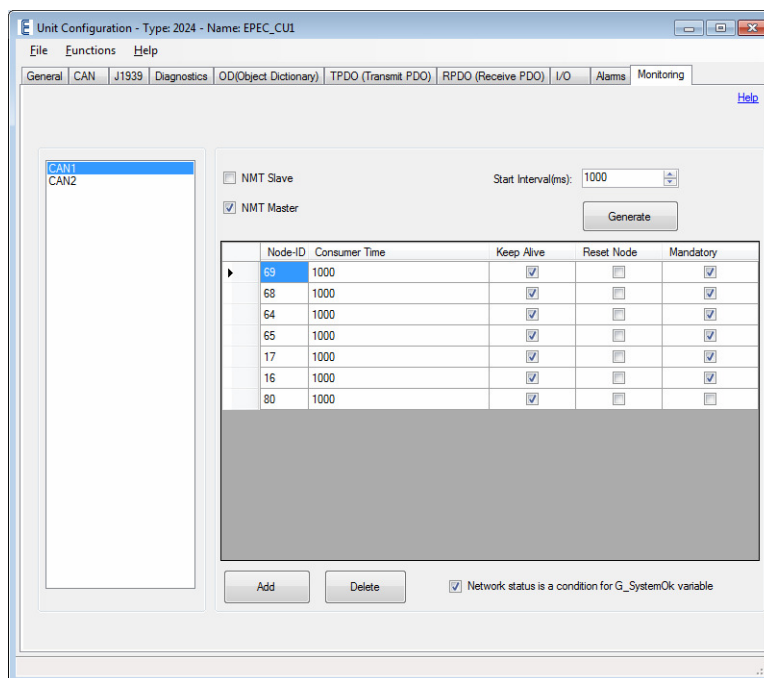 Unit Configuration - Type: 2024 - Name: EPEC_CU1
File Functions Help
General CAN J1939 Diagnostics OD(Object Dictionary) TPDO (Transmit PDO) RPDO (Receive PDO) I/O Alarms Monitoring
Help
CAN1
CAN2
NMT Slave Start Interval(ms): 1000
NMT Master
Generate
Node-ID Consumer Time Keep Alive Reset Node Mandatory
69 1000
68 1000
64 1000
65 1000
17 1000
16 1000
80 1000
Add Delete Network status is a condition for G_SystemOk variable